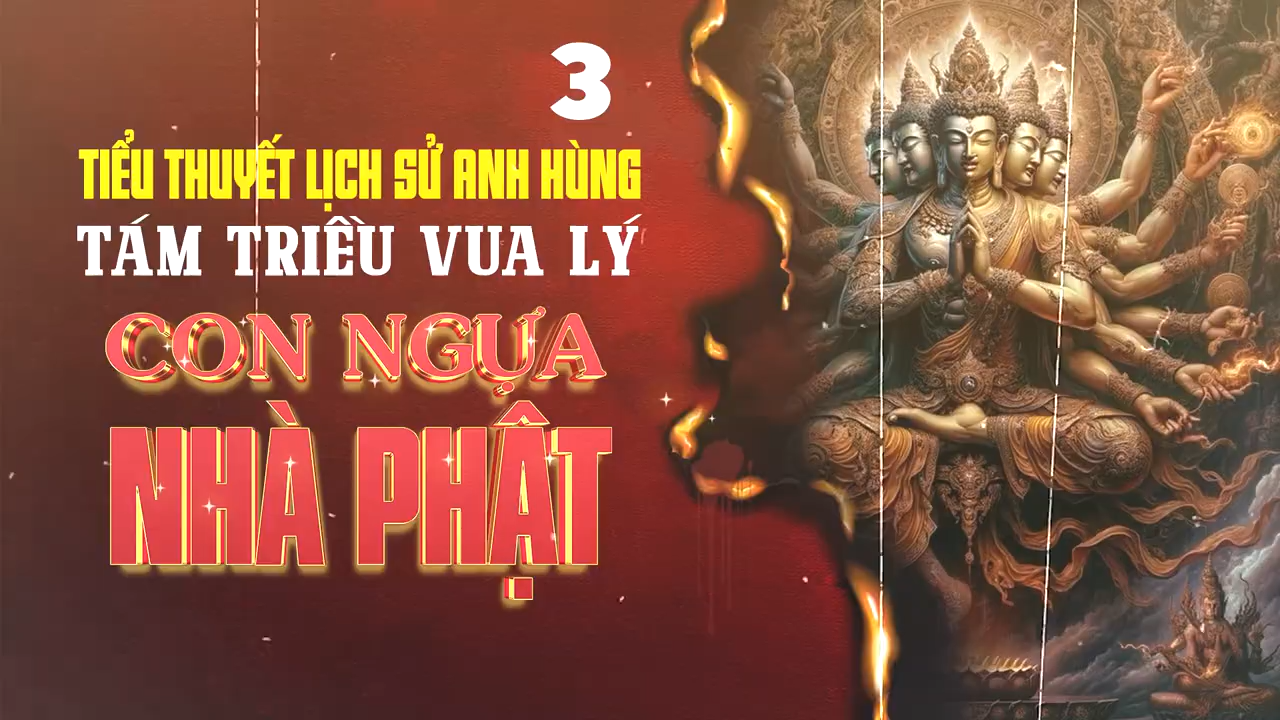 3
TIỂU THUYẾT LỊCH SỬ ANH HÙNG
TÁM TRIỀU VUA LÝ
CON NGỰA
NHÀ PHẬT